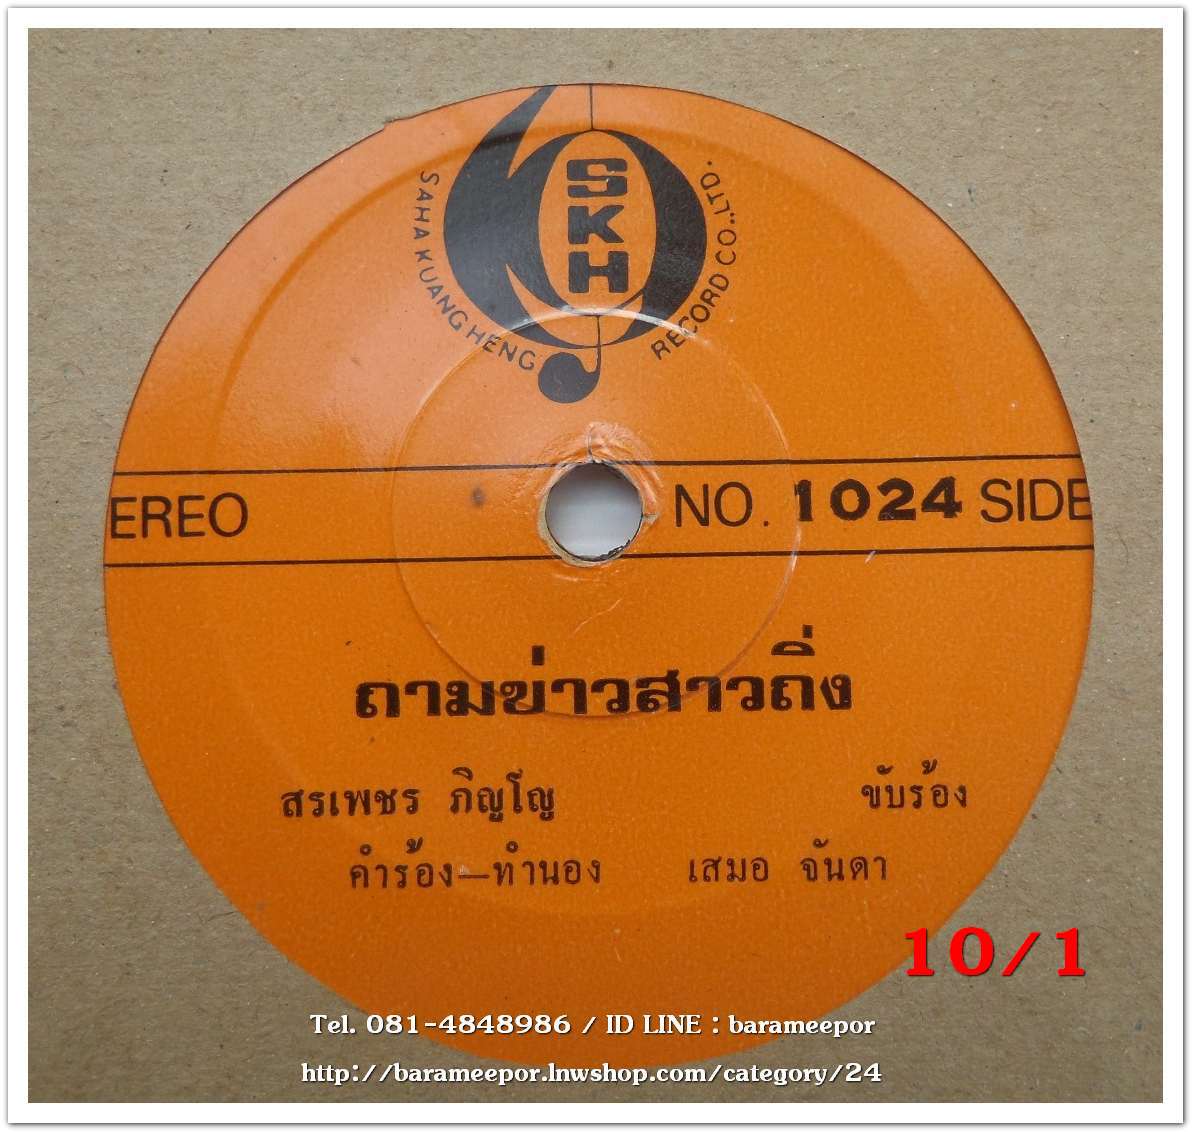 SKH
SAHA KUANG HENG RECORD CO.,LTD.
EREO NO. 1024 SIDE
ถามข่าวสาวถิ่ง
สรเพชร ภิญโญ ขับร้อง
คำร้อง–ทำนอง เสมอ จันดา
10/1
Tel. 081-4848986 / ID LINE : barameepor
http://barameepor.lnwshop.com/category/24